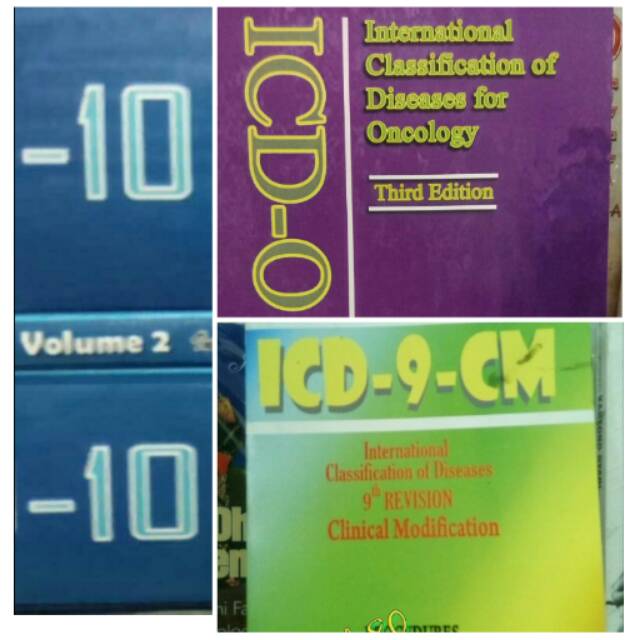 -10
Volume 2
-10
ICD-O
International
Classification of
Diseases for
Oncology
Third Edition
ICD-9-CM
International
Classification of Diseases
9th REVISION
Clinical Modification